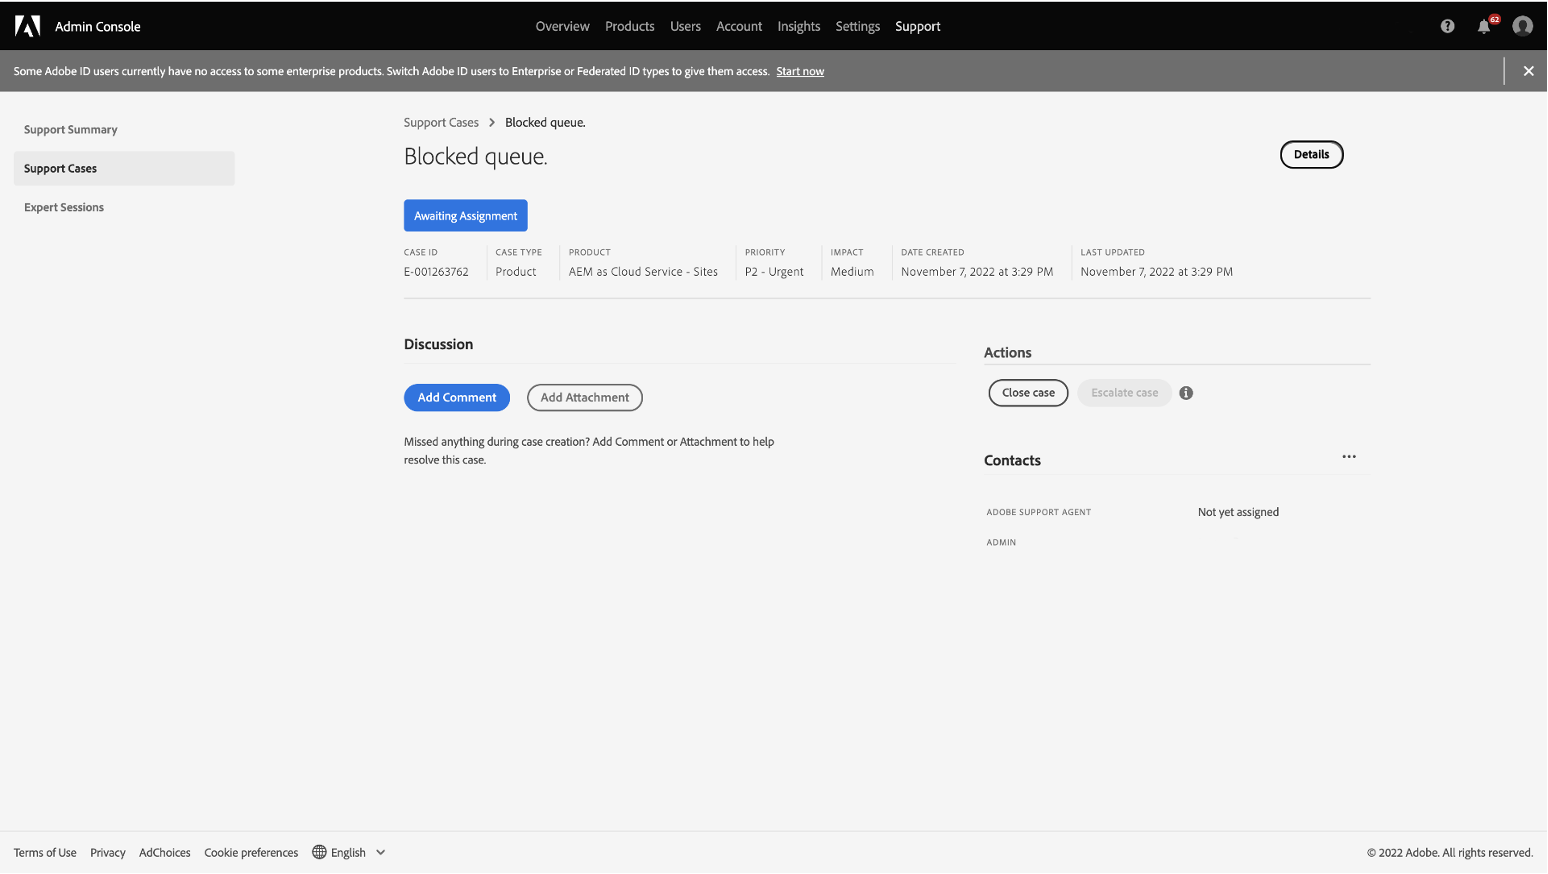 Admin Console
Overview Products Users Account Insights Settings Support
62
Some Adobe ID users currently have no access to some enterprise products. Switch Adobe ID users to Enterprise or Federated ID types to give them access. Start now
Support Summary
Support Cases
Expert Sessions
Support Cases > Blocked queue.
Blocked queue.
Details
Awaiting Assignment
CASE ID CASE TYPE PRODUCT PRIORITY IMPACT DATE CREATED LAST UPDATED
E-001263762 Product AEM as Cloud Service - Sites P2 - Urgent Medium November 7, 2022 at 3:29 PM November 7, 2022 at 3:29 PM
Discussion
Add Comment Add Attachment
Missed anything during case creation? Add Comment or Attachment to help
resolve this case.
Actions
Close case Escalate case
Contacts
ADOBE SUPPORT AGENT Not yet assigned
ADMIN
Terms of Use Privacy AdChoices Cookie preferences English
© 2022 Adobe. All rights reserved.